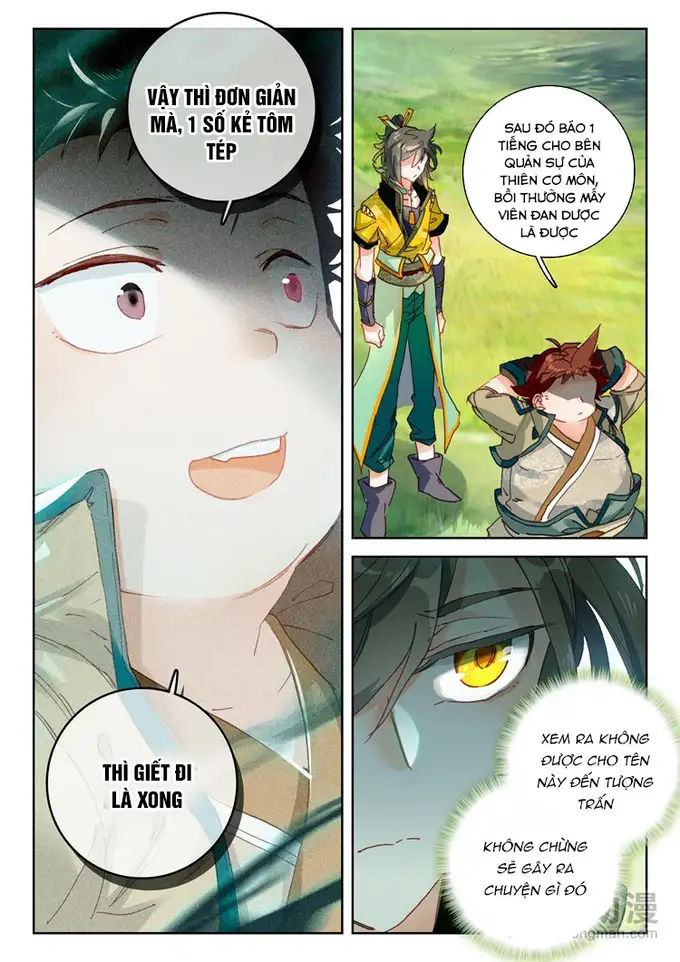 VẬY THÌ ĐƠN GIẢN
MÀ, 1 SỐ KẺ TÔM
TÉP
THÌ GIẾT ĐI
LÀ XONG
SAU ĐÓ BÁO 1
TIẾNG CHO BÊN
QUẢN SỰ CỦA
THIÊN CƠ MÔN,
BỒI THƯỜNG MẤY
VIÊN ĐAN DƯỢC
LÀ ĐƯỢC
XEM RA KHÔNG
ĐƯỢC CHO TÊN
NÀY ĐẾN TƯỢNG
TRẤN
KHÔNG CHỪNG
SẼ GÂY RA
CHUYỆN GÌ ĐÓ
漫